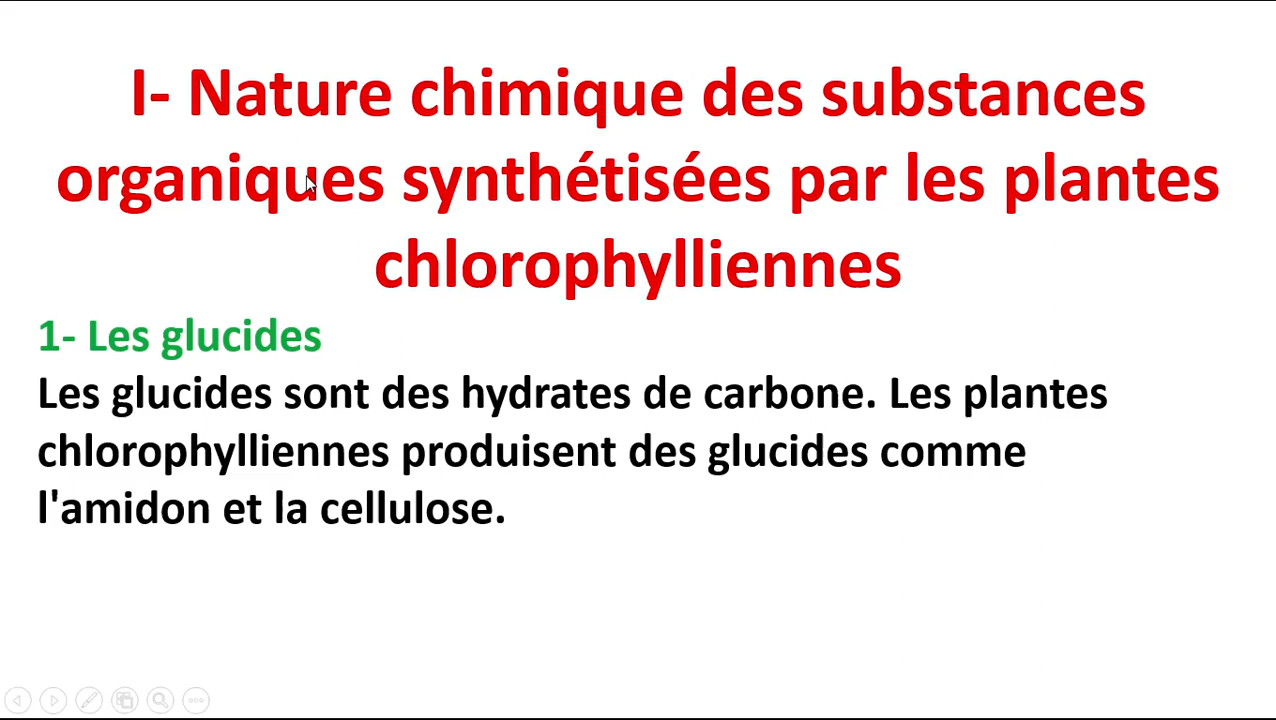 I- Nature chimique des substances
organiques synthétisées par les plantes
chlorophylliennes
1- Les glucides
Les glucides sont des hydrates de carbone. Les plantes
chlorophylliennes produisent des glucides comme
l'amidon et la cellulose.